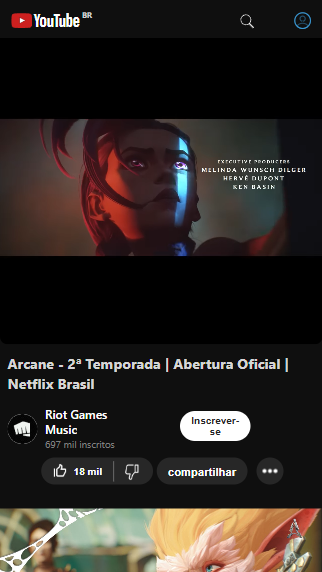 YouTube BR
EXECUTIVE PRODUCERS
MELINDA WUNSCH DILGER
HERVÉ DUPONT
KEN BASIN
Arcane - 2ª Temporada | Abertura Oficial |
Netflix Brasil
Riot Games
Music
697 mil inscritos
Inscrever-
se
18 mil
compartilhar